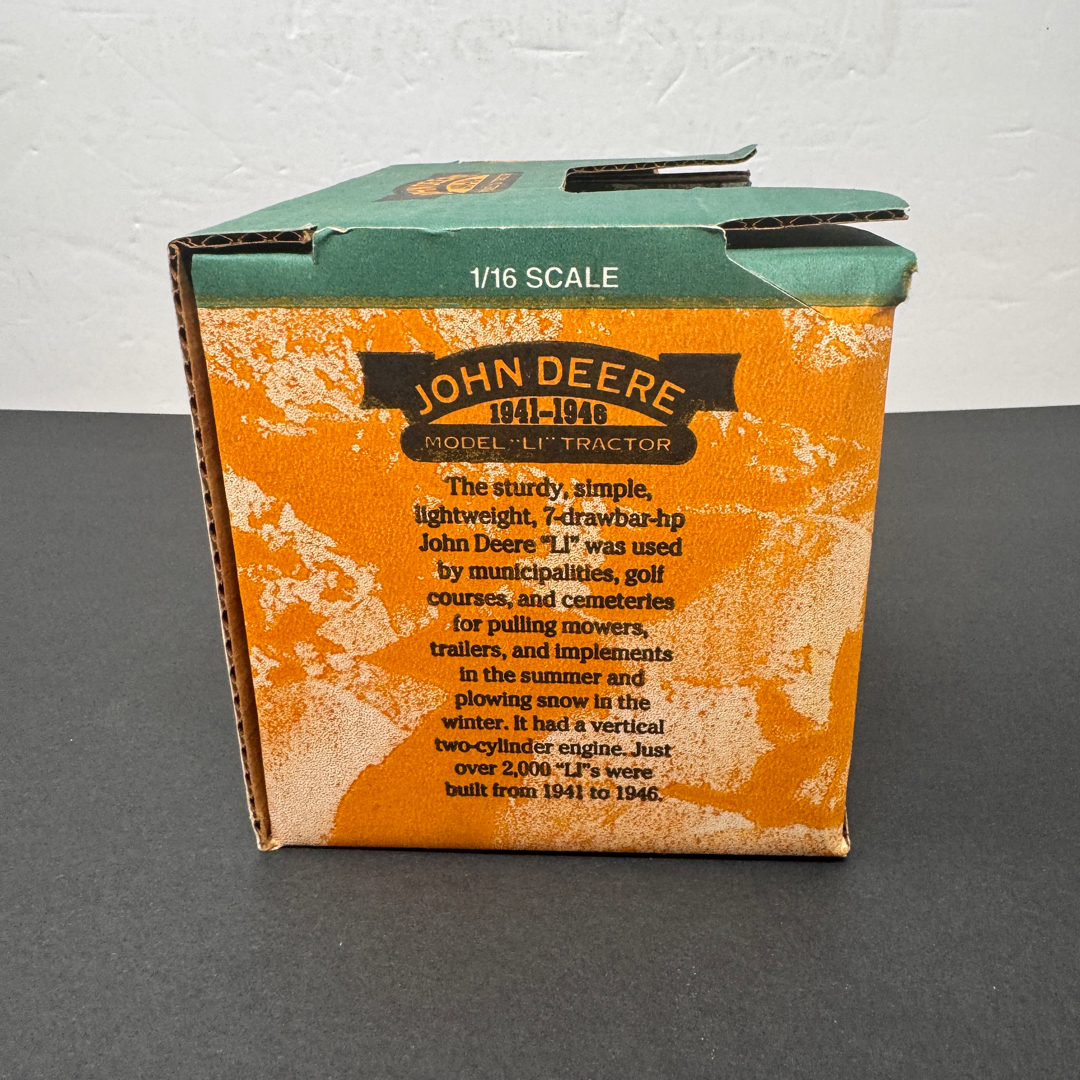 1/16 SCALE
JOHN DEERE
1941-1946
MODEL "LI" TRACTOR
The sturdy, simple,
lightweight, 7-drawbar-hp
John Deere "LI" was used
by municipalities, golf
courses, and cemeteries
for pulling mowers,
trailers, and implements
in the summer and
plowing snow in the
winter. It had a vertical
two-cylinder engine. Just
over 2,000 "LI"s were
built from 1941 to 1946.